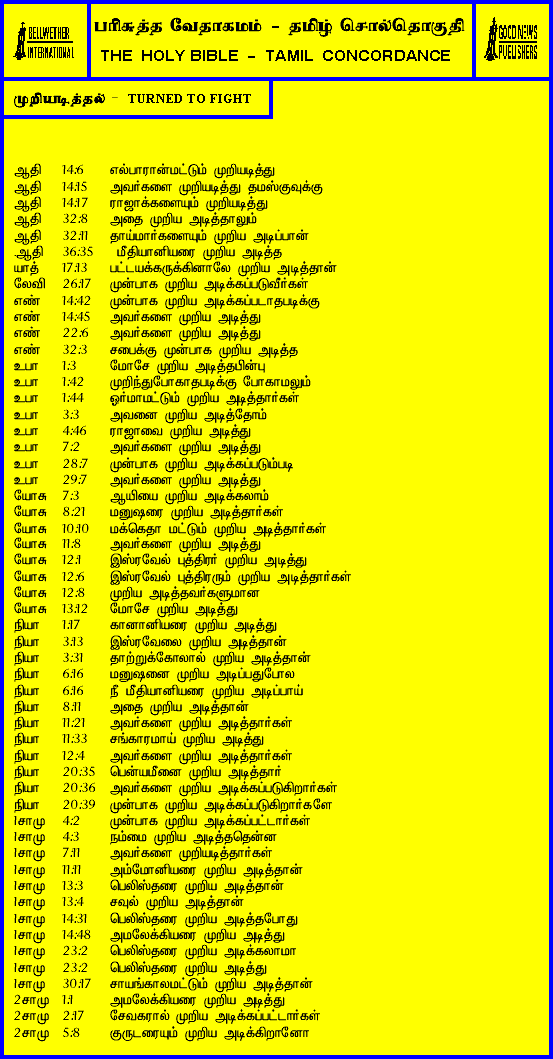 BELLWETHER
INTERNATIONAL
பரிசுத்த வேதாகமம் - தமிழ் சொல்தொகுதி
THE HOLY BIBLE - TAMIL CONCORDANCE
GOOD NEWS
PUBLISHERS
முறியடித்தல் - TURNED TO FIGHT
ஆதி 14:6 எல்பாரான்மட்டும் முறியடித்து
ஆதி 14:15 அவர்களை முறியடித்து தமஸ்குவுக்கு
ஆதி 14:17 ராஜாக்களையும் முறியடித்து
ஆதி 32:8 அதை முறிய அடித்தாலும்
ஆதி 32:11 தாய்மார்களையும் முறிய அடிப்பான்
ஆதி 36:35 மீதியானியரை முறிய அடித்த
யாத் 17:13 பட்டயக்கருக்கினாலே முறிய அடித்தான்
லேவி 26:17 முன்பாக முறிய அடிக்கப்படுவீர்கள்
எண் 14:42 முன்பாக முறிய அடிக்கப்படாதபடிக்கு
எண் 14:45 அவர்களை முறிய அடித்து
எண் 22:6 அவர்களை முறிய அடித்து
எண் 32:3 சபைக்கு முன்பாக முறிய அடித்த
உபா 1:3 மோசே முறிய அடித்தபின்பு
உபா 1:42 முறிந்துபோகாதபடிக்கு போகாமலும்
உபா 1:44 ஓர்மாமட்டும் முறிய அடித்தார்கள்
உபா 3:3 அவனை முறிய அடித்தோம்
உபா 4:46 ராஜாவை முறிய அடித்து
உபா 7:2 அவர்களை முறிய அடித்து
உபா 28:7 முன்பாக முறிய அடிக்கப்படும்படி
உபா 29:7 அவர்களை முறிய அடித்து
யோசு 7:3 ஆயியை முறிய அடிக்கலாம்
யோசு 8:21 மனுஷரை முறிய அடித்தார்கள்
யோசு 10:10 மக்கெதா மட்டும் முறிய அடித்தார்கள்
யோசு 11:8 அவர்களை முறிய அடித்து
யோசு 12:1 இஸ்ரவேல் புத்திரர் முறிய அடித்து
யோசு 12:6 இஸ்ரவேல் புத்திரரும் முறிய அடித்தார்கள்
யோசு 12:8 முறிய அடித்தவர்களுமான
யோசு 13:12 மோசே முறிய அடித்து
நியா 1:17 கானானியரை முறிய அடித்து
நியா 3:13 இஸ்ரவேலை முறிய அடித்தான்
நியா 3:31 தாற்றுக்கோலால் முறிய அடித்தான்
நியா 6:16 மனுஷனை முறிய அடிப்பதுபோல
நியா 6:16 நீ மீதியானியரை முறிய அடிப்பாய்
நியா 8:11 அதை முறிய அடித்தான்
நியா 11:21 அவர்களை முறிய அடித்தார்கள்
நியா 11:33 சங்காரமாய் முறிய அடித்து
நியா 12:4 அவர்களை முறிய அடித்தார்கள்
நியா 20:35 பென்யமீனை முறிய அடித்தார்
நியா 20:36 அவர்களை முறிய அடிக்கப்படுகிறார்கள்
நியா 20:39 முன்பாக முறிய அடிக்கப்படுகிறார்களே
1சாமு 4:2 முன்பாக முறிய அடிக்கப்பட்டார்கள்
1சாமு 4:3 நம்மை முறிய அடித்ததென்ன
1சாமு 7:11 அவர்களை முறியடித்தார்கள்
1சாமு 11:11 அம்மோனியரை முறிய அடித்தான்
1சாமு 13:3 பெலிஸ்தரை முறிய அடித்தான்
1சாமு 13:4 சவுல் முறிய அடித்தான்
1சாமு 14:31 பெலிஸ்தரை முறிய அடித்தபோது
1சாமு 14:48 அமலேக்கியரை முறிய அடித்து
1சாமு 23:2 பெலிஸ்தரை முறிய அடிக்கலாமா
1சாமு 23:2 பெலிஸ்தரை முறிய அடித்து
1சாமு 30:17 சாயங்காலமட்டும் முறிய அடித்தான்
2சாமு 1:1 அமலேக்கியரை முறிய அடித்து
2சாமு 2:17 சேவகரால் முறிய அடிக்கப்பட்டார்கள்
2சாமு 5:8 குருடரையும் முறிய அடிக்கிறானோ